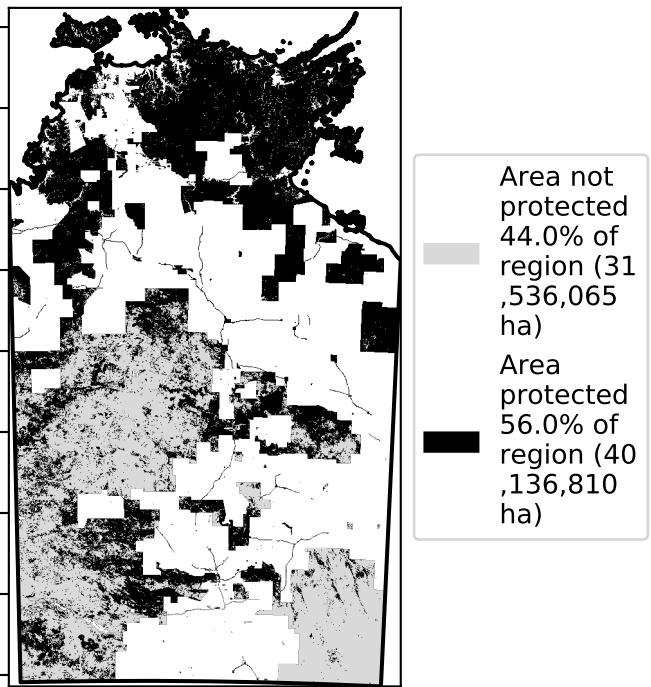 Area not
protected
44.0% of
region (31
,536,065
ha)
Area
protected
56.0% of
region (40
,136,810
ha)